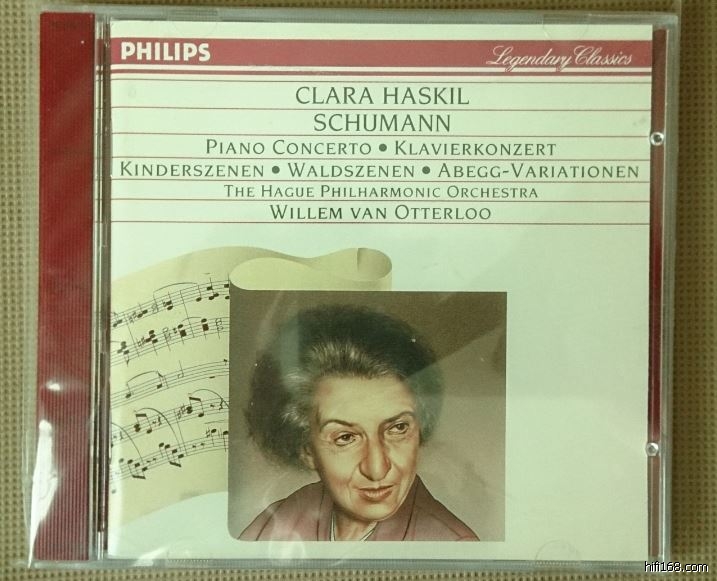 PHILIPS
Legendary Classics
CLARA HASKIL
SCHUMANN
PIANO CONCERTO • KLAVIERKONZERT
KINDERSZENEN • WALDSZENEN • ABEGG-VARIATIONEN
THE HAGUE PHILHARMONIC ORCHESTRA
WILLEM VAN OTTERLOO
hifi168.com